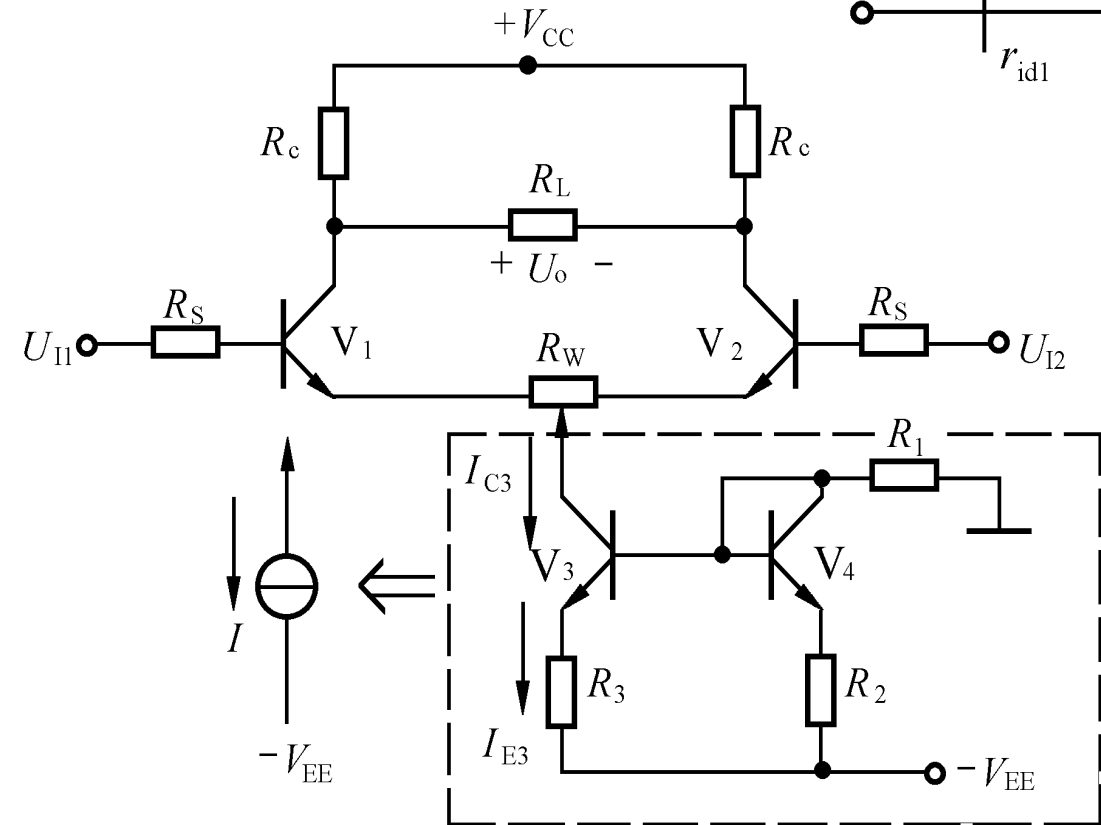 +V_CC
r_id1
R_c
R_c
R_L
+ U_o -
R_S
R_S
U_I1
V_1
R_W
V_2
U_I2
R_1
I_C3
V_3
V_4
I
R_3
R_2
I_E3
-V_EE
-V_EE